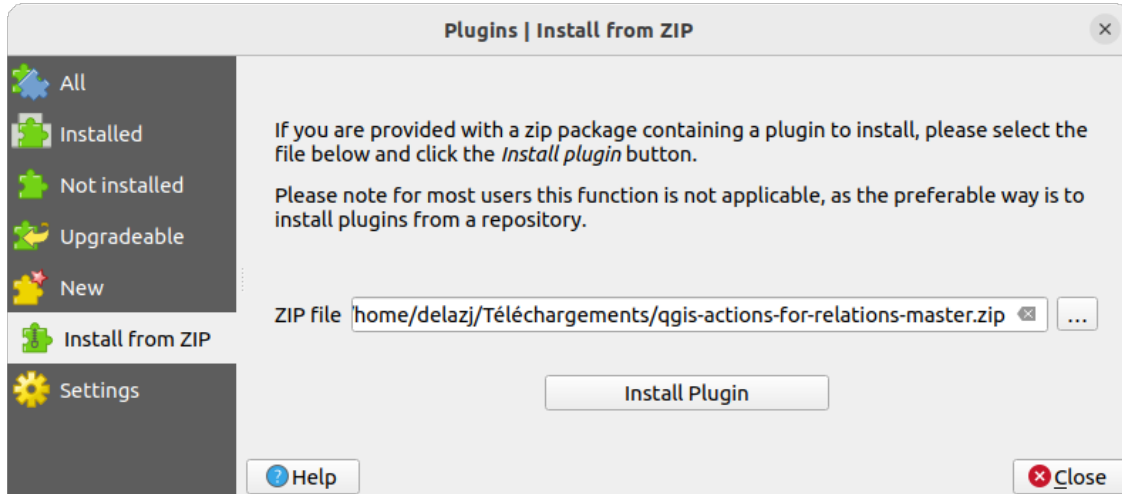 Plugins | Install from ZIP
All
Installed
Not installed
Upgradeable
New
Install from ZIP
Settings
If you are provided with a zip package containing a plugin to install, please select the
file below and click the Install plugin button.
Please note for most users this function is not applicable, as the preferable way is to
install plugins from a repository.
ZIP file /home/delazj/Téléchargements/qgis-actions-for-relations-master.zip ...
Install Plugin
Help
Close